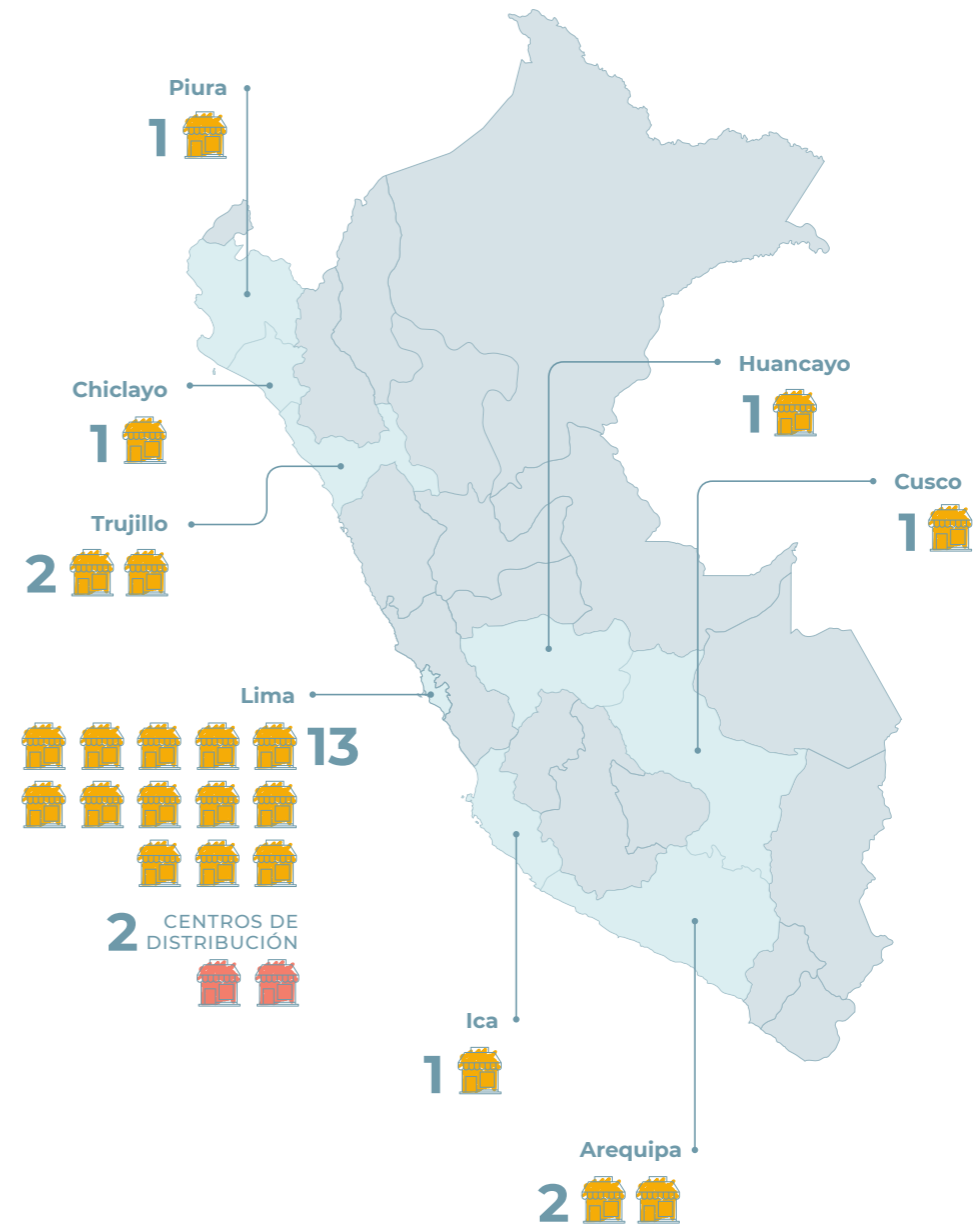 Piura
1
Chiclayo
1
Trujillo
2
Lima
13
2 CENTROS DE
DISTRIBUCIÓN
Huancayo
1
Cusco
1
Ica
1
Arequipa
2